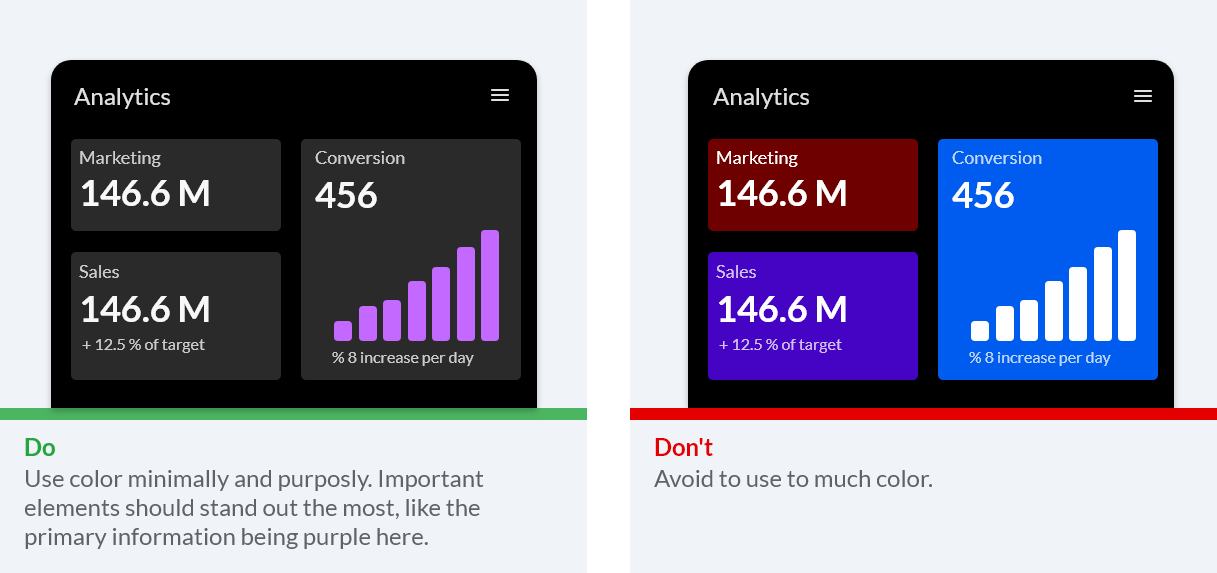 Analytics
Marketing
146.6 M
Sales
146.6 M
+ 12.5 % of target
Conversion
456
% 8 increase per day
Do
Use color minimally and purposly. Important
elements should stand out the most, like the
primary information being purple here.
Analytics
Marketing
146.6 M
Sales
146.6 M
+ 12.5 % of target
Conversion
456
% 8 increase per day
Don't
Avoid to use to much color.